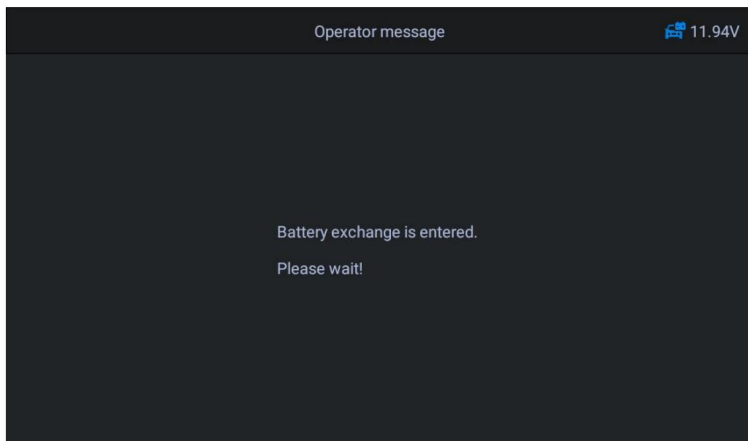 Operator message
11.94V
Battery exchange is entered.
Please wait!